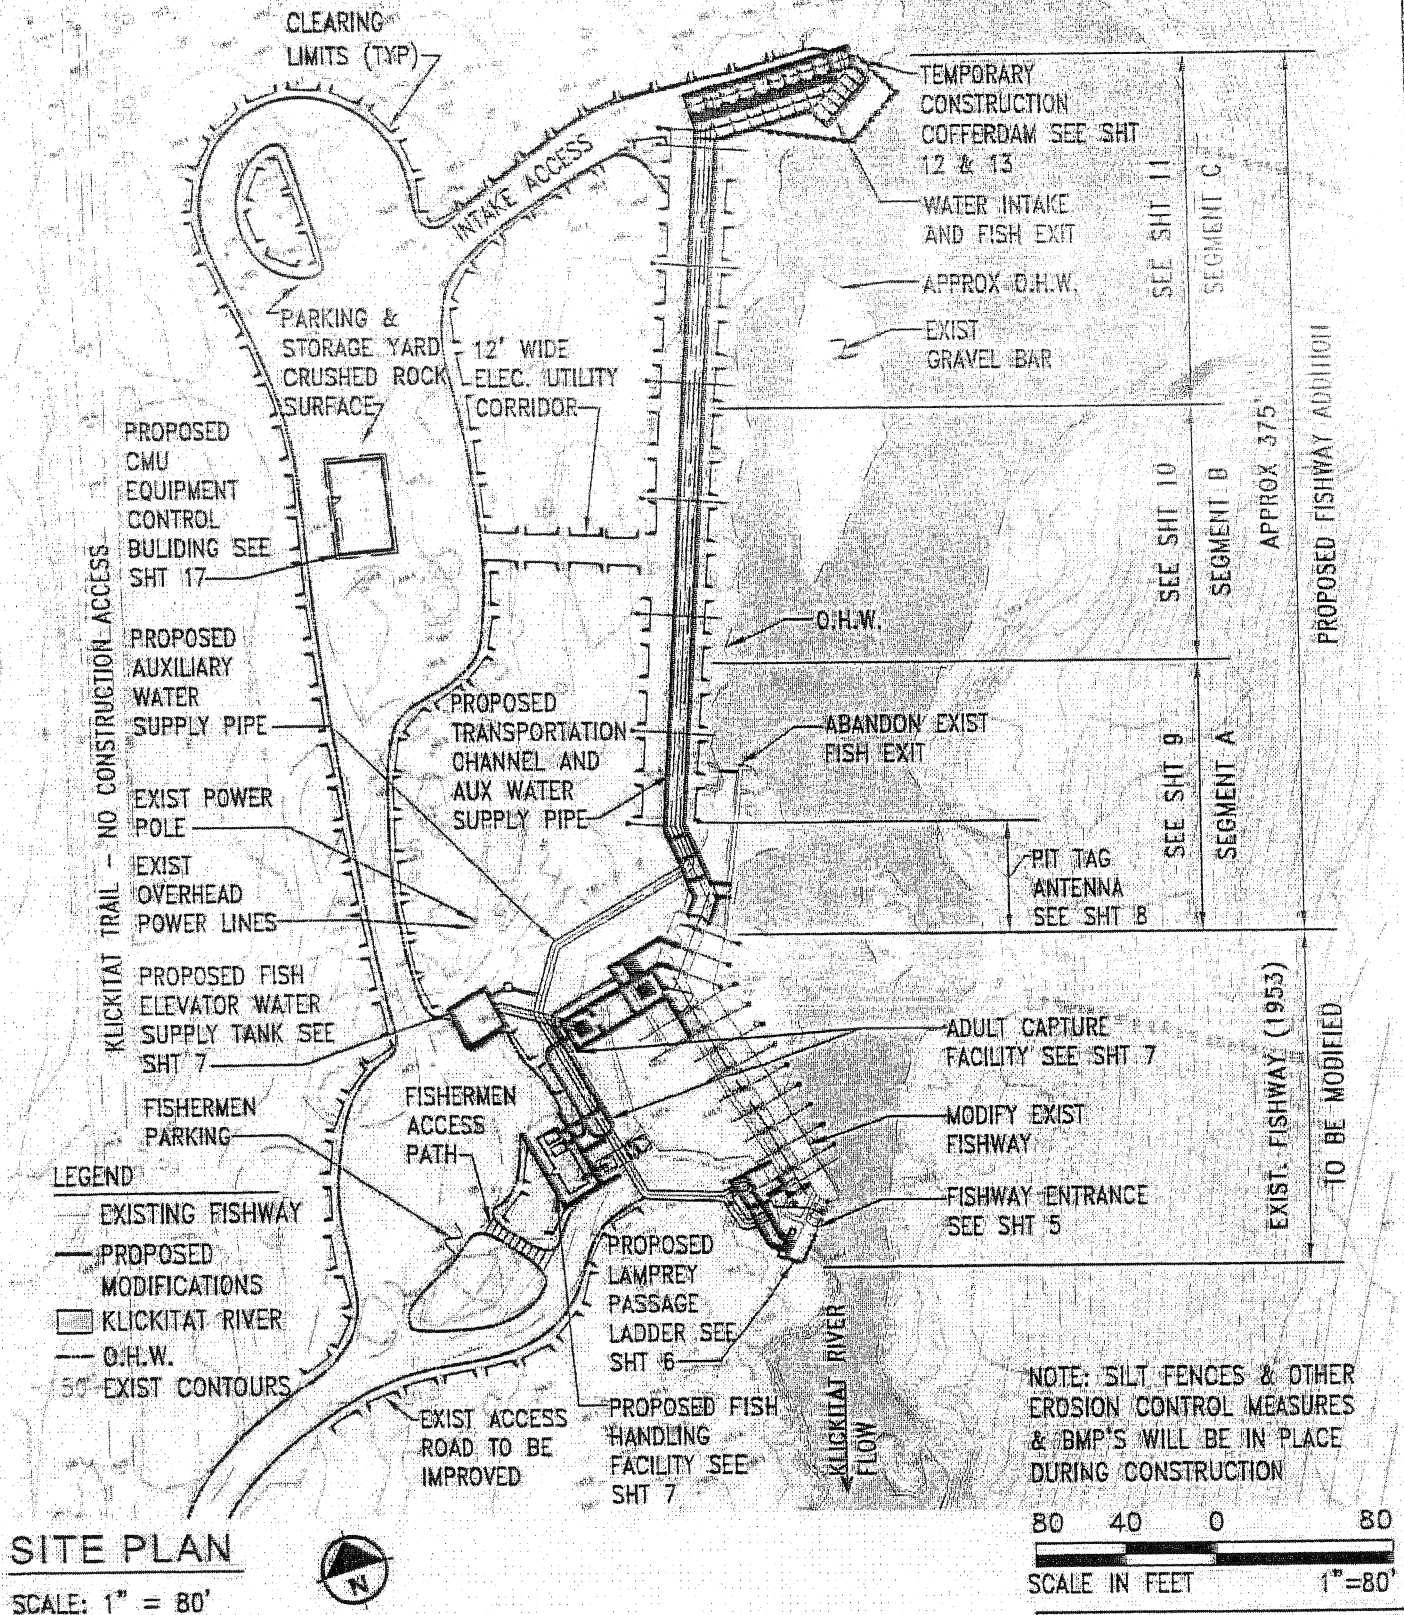 CLEARING
LIMITS (TYP)
INTAKE ACCESS
TEMPORARY
CONSTRUCTION
COFFERDAM SEE SHT
12 & 13
WATER INTAKE
AND FISH EXIT
APPROX O.H.W.
EXIST
GRAVEL BAR
SEE SHT 11
SEGMENT C
PARKING &
STORAGE YARD
CRUSHED ROCK
SURFACE
12' WIDE
ELEC. UTILITY
CORRIDOR
PROPOSED
CMU
EQUIPMENT
CONTROL
BULIDING SEE
SHT 17
SEE SHT 10
SEGMENT B
APPROX 375'
PROPOSED FISHWAY ADDITION
KLICKITAT TRAIL - NO CONSTRUCTION ACCESS
O.H.W.
PROPOSED
AUXILIARY
WATER
SUPPLY PIPE
PROPOSED
TRANSPORTATION
CHANNEL AND
AUX WATER
SUPPLY PIPE
ABANDON EXIST
FISH EXIT
SEE SHT 9
SEGMENT A
EXIST POWER
POLE
EXIST
OVERHEAD
POWER LINES
PIT TAG
ANTENNA
SEE SHT 8
PROPOSED FISH
ELEVATOR WATER
SUPPLY TANK SEE
SHT 7
ADULT CAPTURE
FACILITY SEE SHT 7
EXIST. FISHWAY (1953)
TO BE MODIFIED
FISHERMEN
PARKING
FISHERMEN
ACCESS
PATH
MODIFY EXIST
FISHWAY
FISHWAY ENTRANCE
SEE SHT 5
LEGEND
EXISTING FISHWAY
PROPOSED
MODIFICATIONS
KLICKITAT RIVER
O.H.W.
50 EXIST CONTOURS
PROPOSED
LAMPREY
PASSAGE
LADDER SEE
SHT 6
KLICKITAT RIVER
FLOW
EXIST ACCESS
ROAD TO BE
IMPROVED
PROPOSED FISH
HANDLING
FACILITY SEE
SHT 7
NOTE: SILT FENCES & OTHER
EROSION CONTROL MEASURES
& BMP'S WILL BE IN PLACE
DURING CONSTRUCTION
SITE PLAN
SCALE: 1" = 80'
N
80 40 0 80
SCALE IN FEET 1"=80'